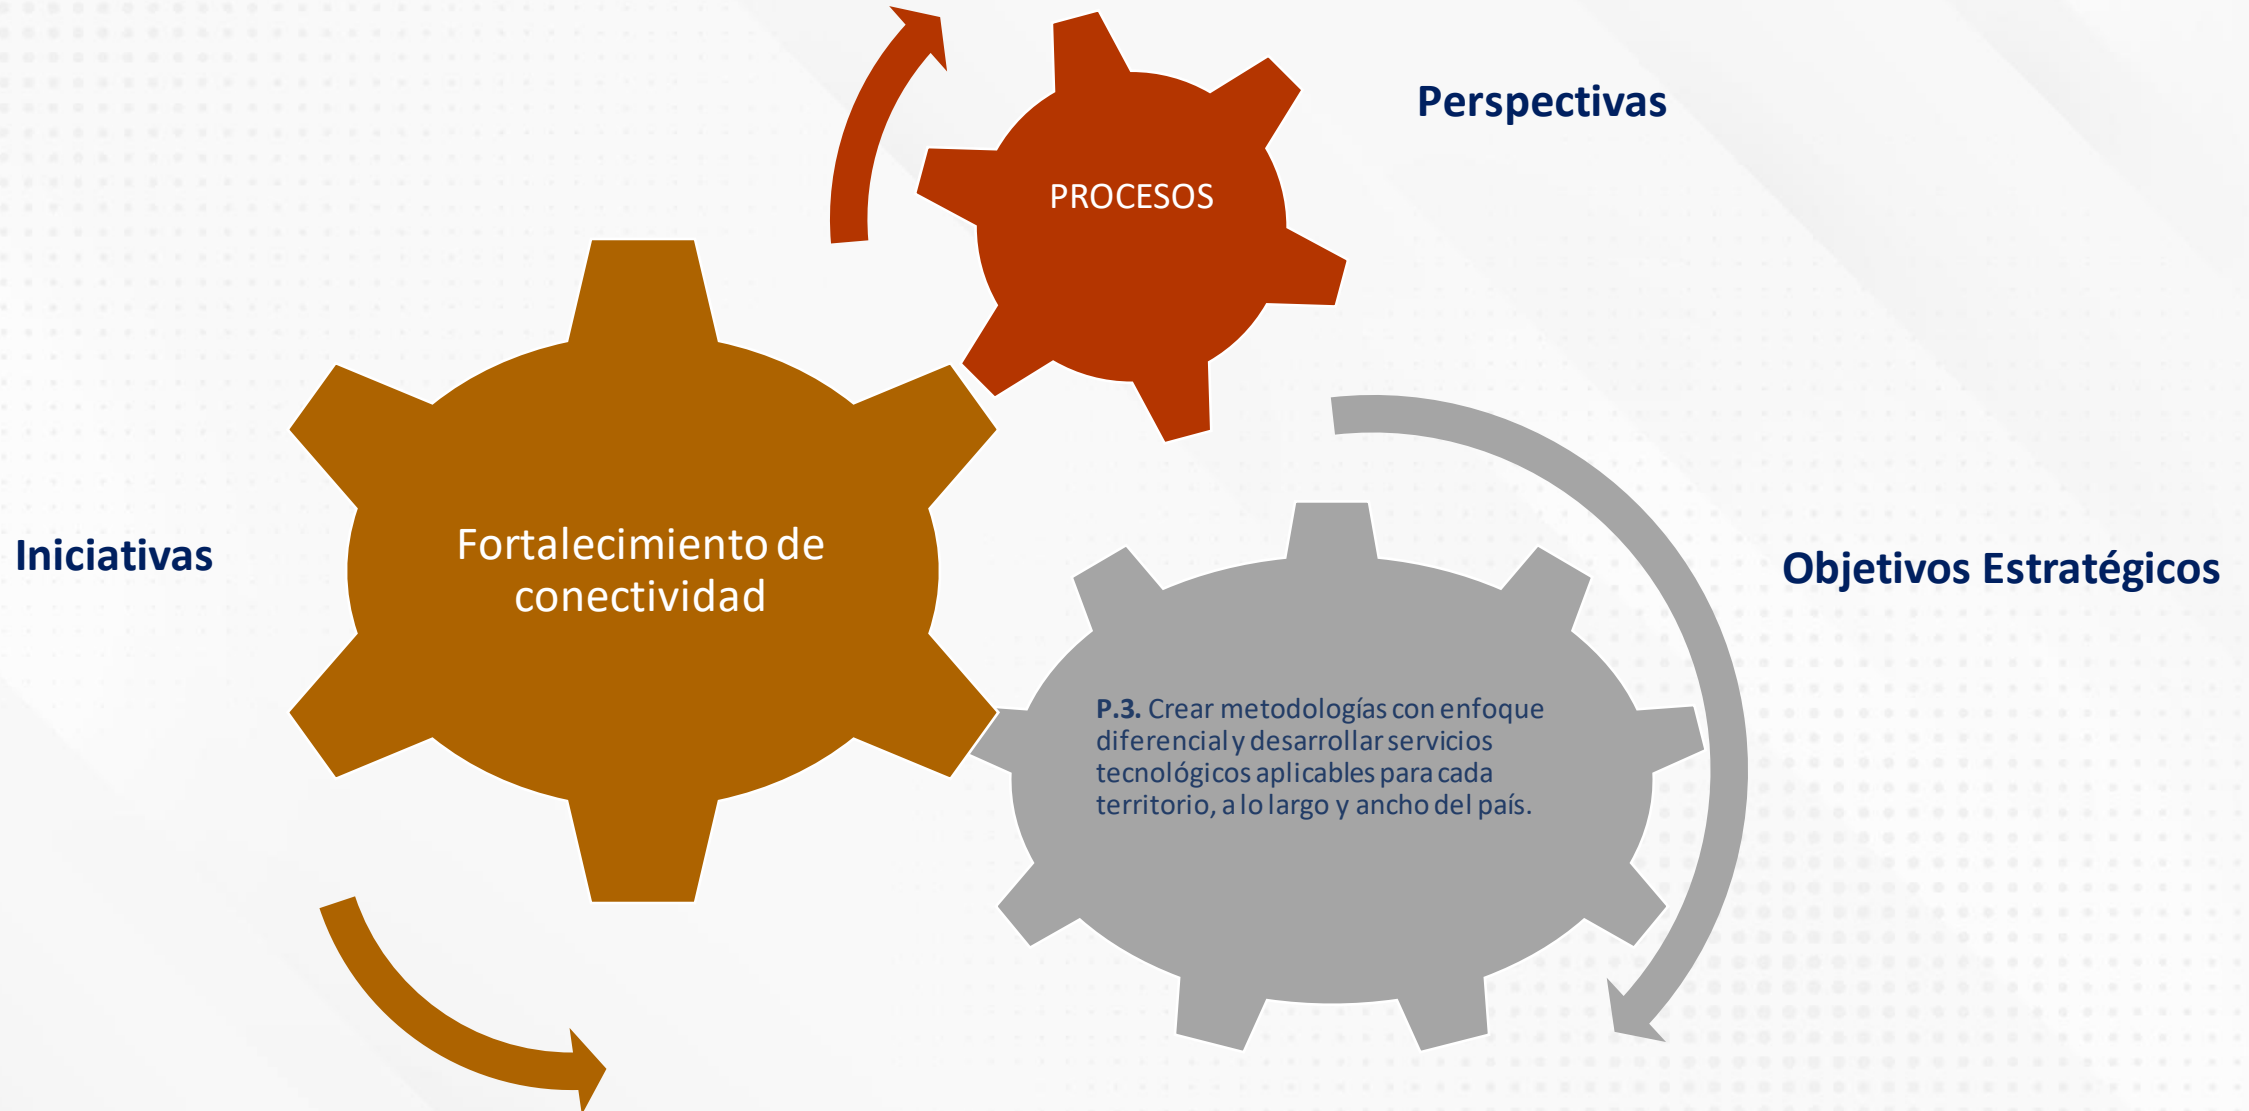 Perspectivas
PROCESOS
Iniciativas
Fortalecimiento de
conectividad
Objetivos Estratégicos
P.3. Crear metodologías con enfoque
diferencial y desarrollar servicios
tecnológicos aplicables para cada
territorio, a lo largo y ancho del país.